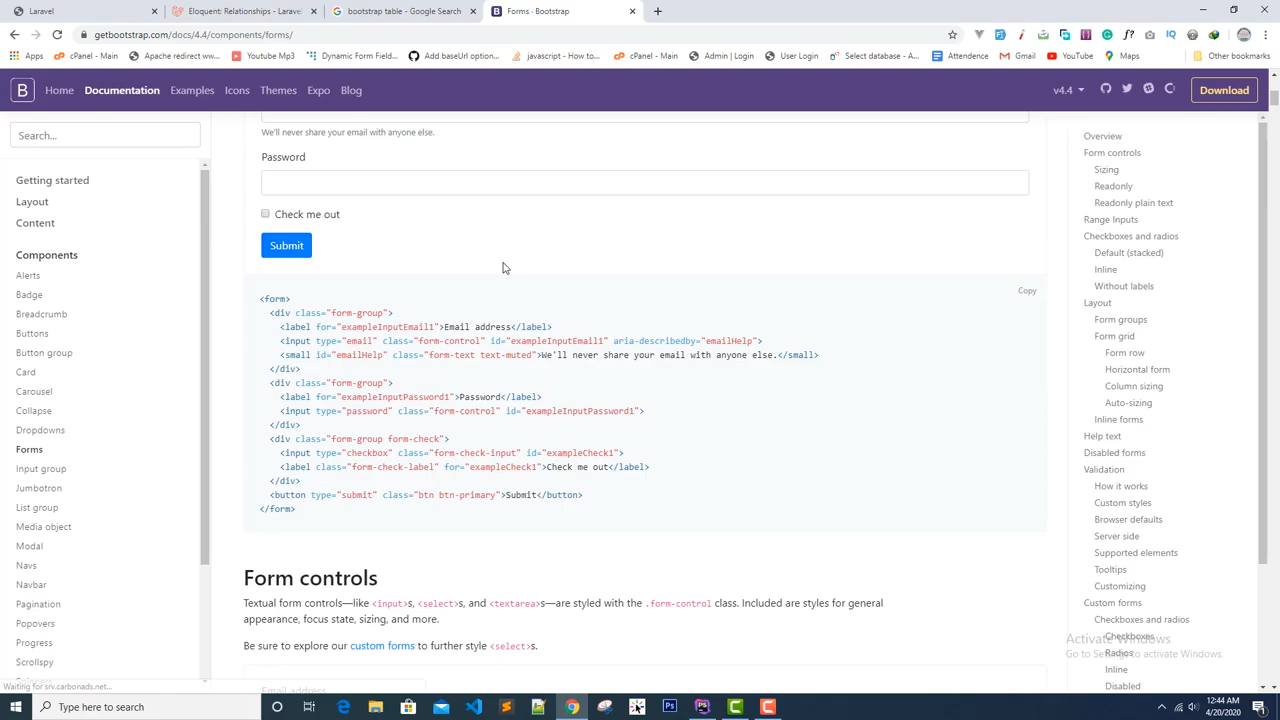 Laravel
Eloquent: Relationships - Laravel
bootstrap table - Google Search
Forms · Bootstrap
getbootstrap.com/docs/4.4/components/forms/
Apps
cPanel - Main
Apache redirect ww...
Youtube Mp3
Dynamic Form Field...
Add baseUrl option...
javascript - How to...
cPanel - Main
Admin | Login
User Login
Select database - A...
Attendence
Gmail
YouTube
Maps
Other bookmarks
B
Home
Documentation
Examples
Icons
Themes
Expo
Blog
v4.4
Download
Search...
Getting started
Layout
Content
Components
Alerts
Badge
Breadcrumb
Buttons
Button group
Card
Carousel
Collapse
Dropdowns
Forms
Input group
Jumbotron
List group
Media object
Modal
Navs
Navbar
Pagination
Popovers
Progress
Scrollspy
We'll never share your email with anyone else.
Password
Check me out
Submit
Copy
<form>
<div class="form-group">
<label for="exampleInputEmail1">Email address</label>
<input type="email" class="form-control" id="exampleInputEmail1" aria-describedby="emailHelp">
<small id="emailHelp" class="form-text text-muted">We'll never share your email with anyone else.</small>
</div>
<div class="form-group">
<label for="exampleInputPassword1">Password</label>
<input type="password" class="form-control" id="exampleInputPassword1">
</div>
<div class="form-group form-check">
<input type="checkbox" class="form-check-input" id="exampleCheck1">
<label class="form-check-label" for="exampleCheck1">Check me out</label>
</div>
<button type="submit" class="btn btn-primary">Submit</button>
</form>
Form controls
Textual form controls—like <input>s, <select>s, and <textarea>s—are styled with the .form-control class. Included are styles for general
appearance, focus state, sizing, and more.
Be sure to explore our custom forms to further style <select>s.
Email address
Overview
Form controls
Sizing
Readonly
Readonly plain text
Range Inputs
Checkboxes and radios
Default (stacked)
Inline
Without labels
Layout
Form groups
Form grid
Form row
Horizontal form
Column sizing
Auto-sizing
Inline forms
Help text
Disabled forms
Validation
How it works
Custom styles
Browser defaults
Server side
Supported elements
Tooltips
Customizing
Custom forms
Checkboxes and radios
Checkboxes
Radios
Inline
Disabled
Activate Windows
Go to Settings to activate Windows.
Waiting for srv.carbonads.net...
Type here to search
12:44 AM
4/20/2020